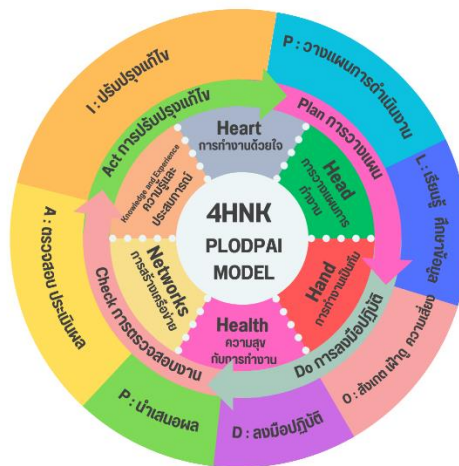 4HNK
PLODPAI
MODEL
Heart
การทำงานด้วยใจ
Head
การวางแผนการ
ทำงาน
Hand
การทำงานเป็นทีม
Health
ความสุข
กับการทำงาน
Networks
การสร้างเครือข่าย
Knowledge and Experience
ความรู้และ
ประสบการณ์
Plan การวางแผน
Do การลงมือปฏิบัติ
Check การตรวจสอบงาน
Act การปรับปรุงแก้ไข
P : วางแผนการดำเนินงาน
L : เรียนรู้ ศึกษาข้อมูล
O : สังเกต เฝ้าดู ความเสี่ยง
D : ลงมือปฏิบัติ
P : นำเสนอผล
A : ตรวจสอบ ประเมินผล
I : ปรับปรุงแก้ไข